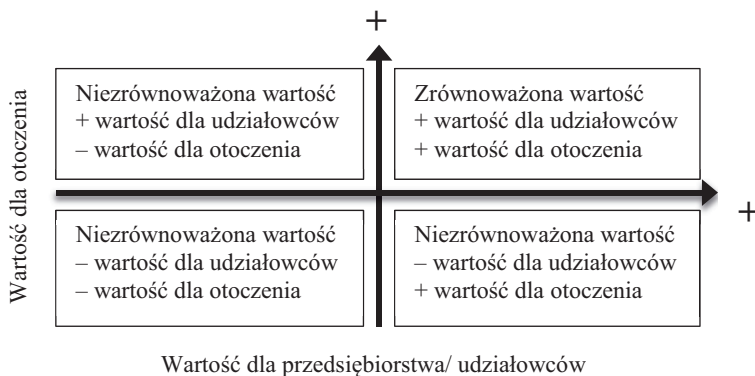 +
Wartość dla otoczenia
Niezrównoważona wartość
+ wartość dla udziałowców
– wartość dla otoczenia
Zrównoważona wartość
+ wartość dla udziałowców
+ wartość dla otoczenia
+
Niezrównoważona wartość
– wartość dla udziałowców
– wartość dla otoczenia
Niezrównoważona wartość
– wartość dla udziałowców
+ wartość dla otoczenia
Wartość dla przedsiębiorstwa/ udziałowców